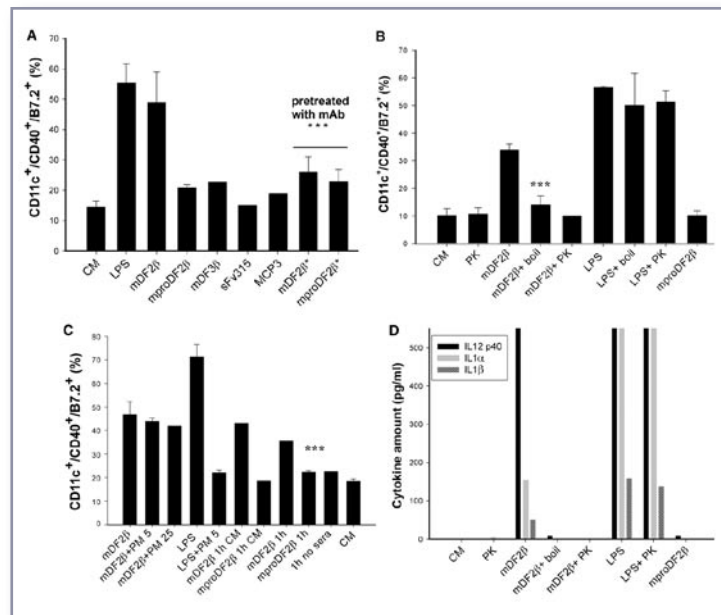 A
CD11c+/CD40+/B7.2+ (%)
70
60
50
40
30
20
10
0
pretreated
with mAb
***
CM
LPS
mDF2β
mproDF2β
mDF3β
sFv315
MCP3
mDF2β*
mproDF2β*
B
CD11c+/CD40+/B7.2+ (%)
70
60
50
40
30
20
10
0
***
CM
PK
mDF2β
mDF2β+ boil
mDF2β+ PK
LPS
LPS+ boil
LPS+ PK
mproDF2β
C
CD11c+/CD40+/B7.2+ (%)
80
70
60
50
40
30
20
10
0
***
mDF2β
mDF2β+PM 5
mDF2β+PM 25
LPS
LPS+PM 5
mDF2β 1h CM
mproDF2β 1h CM
mDF2β 1h
mproDF2β 1h
1h no sera
CM
D
IL12 p40
IL1α
IL1β
Cytokine amount (pg/ml)
500
400
300
200
100
0
CM
PK
mDF2β
mDF2β+ boil
mDF2β+ PK
LPS
LPS+ PK
mproDF2β